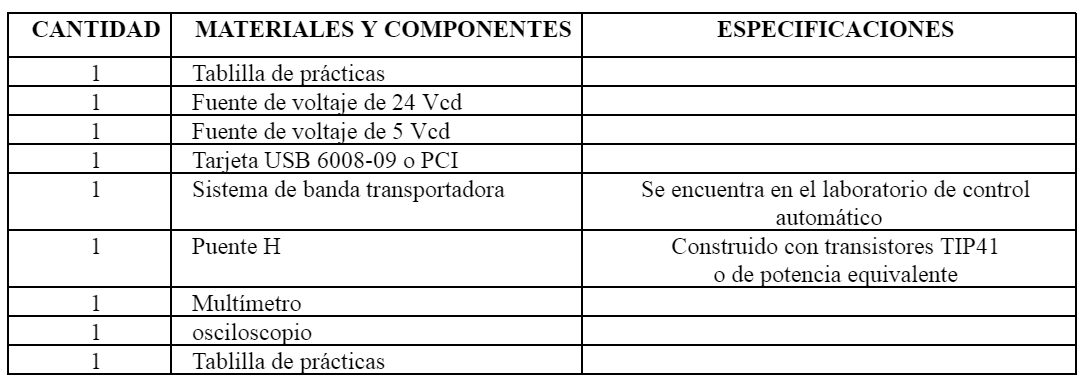 CANTIDAD MATERIALES Y COMPONENTES ESPECIFICACIONES
1 Tablilla de prácticas
1 Fuente de voltaje de 24 Vcd
1 Fuente de voltaje de 5 Vcd
1 Tarjeta USB 6008-09 o PCI
1 Sistema de banda transportadora Se encuentra en el laboratorio de control
automático
1 Puente H Construido con transistores TIP41
o de potencia equivalente
1 Multímetro
1 osciloscopio
1 Tablilla de prácticas